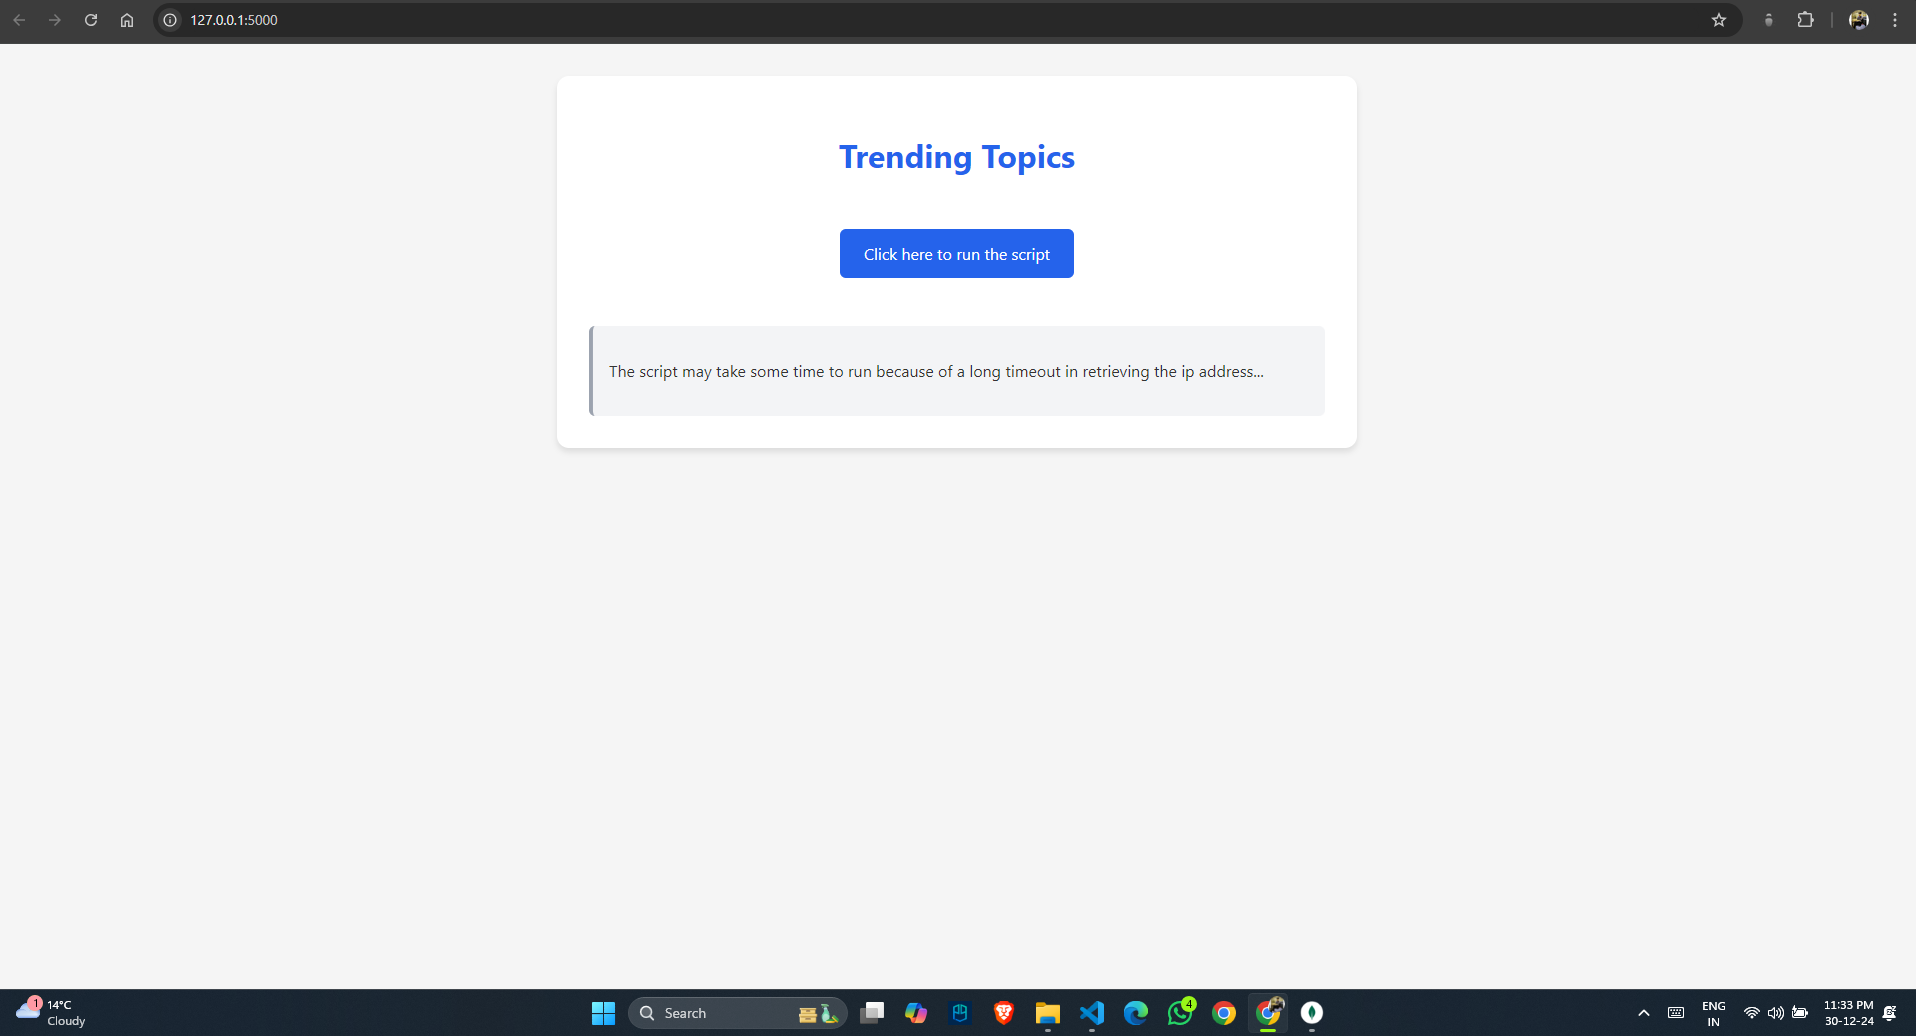 127.0.0.1:5000
Trending Topics
Click here to run the script
The script may take some time to run because of a long timeout in retrieving the ip address...
1
14°C
Cloudy
Search
4
ENG
IN
11:33 PM
30-12-24